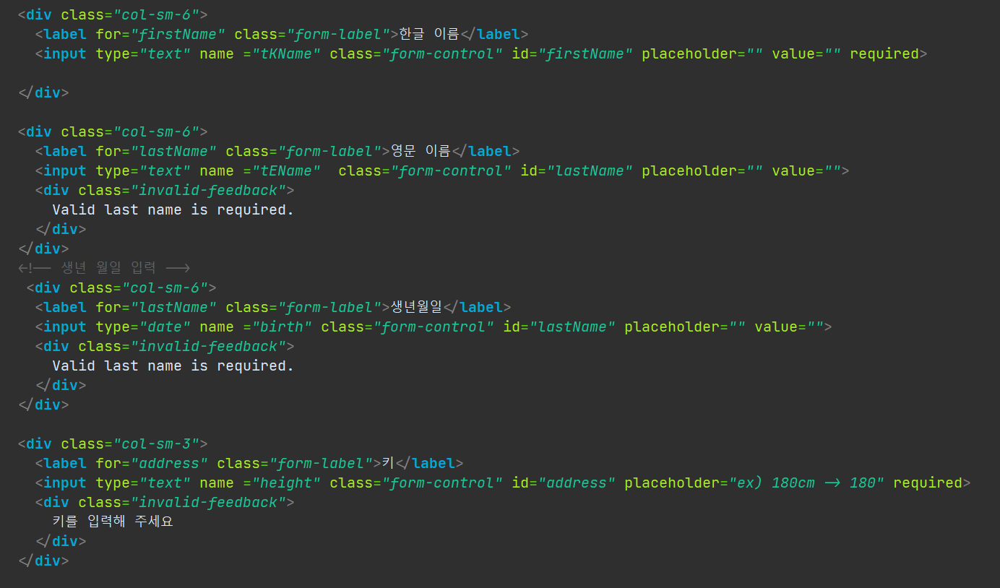 <div class="col-sm-6">
<label for="firstName" class="form-label">한글 이름</label>
<input type="text" name ="tKName" class="form-control" id="firstName" placeholder="" value="" required>
</div>
<div class="col-sm-6">
<label for="lastName" class="form-label">영문 이름</label>
<input type="text" name ="tEName"  class="form-control" id="lastName" placeholder="" value="">
<div class="invalid-feedback">
Valid last name is required.
</div>
</div>
<!-- 생년 월일 입력 -->
<div class="col-sm-6">
<label for="lastName" class="form-label">생년월일</label>
<input type="date" name ="birth" class="form-control" id="lastName" placeholder="" value="">
<div class="invalid-feedback">
Valid last name is required.
</div>
</div>
<div class="col-sm-3">
<label for="address" class="form-label">키</label>
<input type="text" name ="height" class="form-control" id="address" placeholder="ex) 180cm -> 180" required>
<div class="invalid-feedback">
키를 입력해 주세요
</div>
</div>